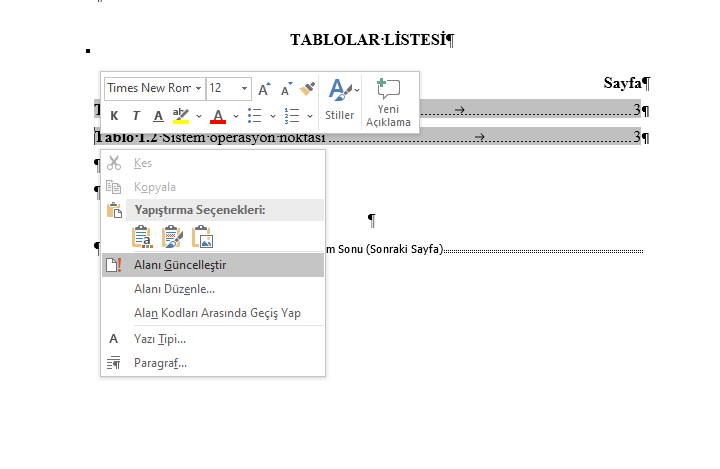 TABLOLAR·LİSTESİ¶
Sayfa¶
Times New Rom 12
K T A A Stiller Yeni Açıklama
T → 3¶
Tablo·1.2·Sistem·operasyon·noktası → 3¶
¶
Kes
¶
Kopyala
Yapıştırma Seçenekleri:
¶
¶ m Sonu (Sonraki Sayfa)
Alanı Güncelleştir
Alanı Düzenle...
Alan Kodları Arasında Geçiş Yap
A Yazı Tipi...
Paragraf...